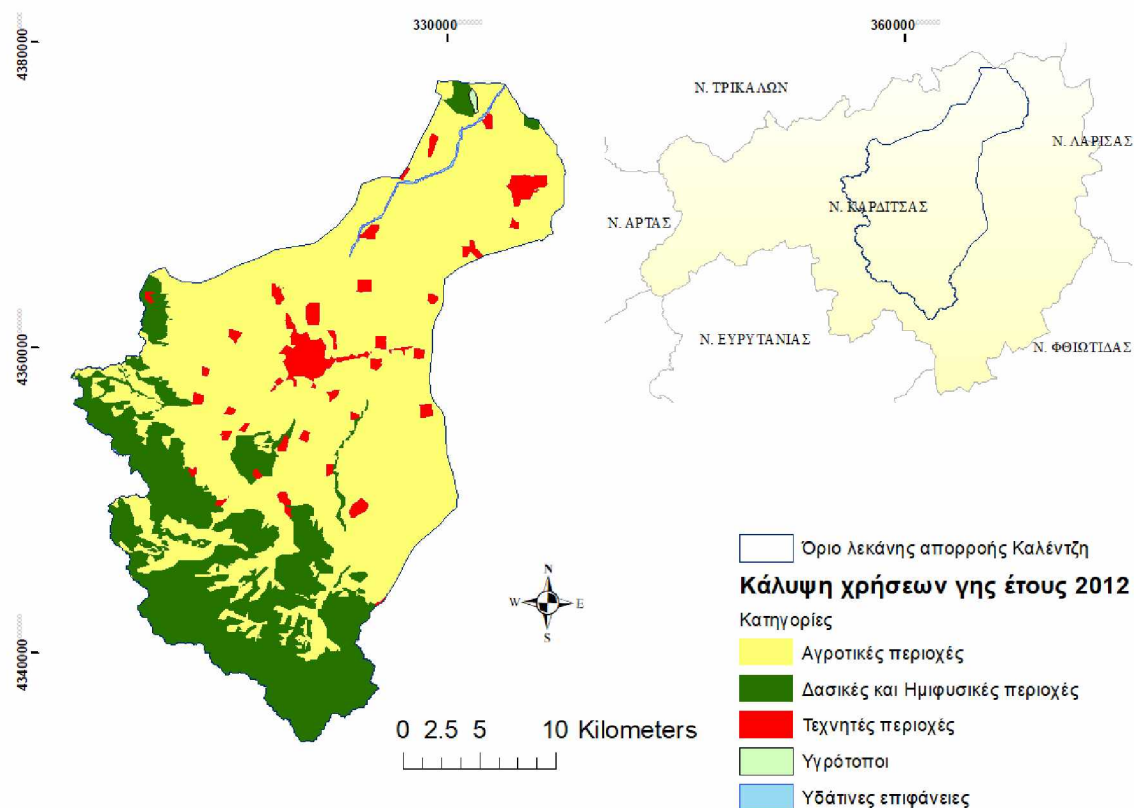 330000
360000
4380000
4360000
4340000
Ν. ΤΡΙΚΑΛΩΝ
Ν. ΛΑΡΙΣΑΣ
Ν. ΚΑΡΔΙΤΣΑΣ
Ν. ΑΡΤΑΣ
Ν. ΕΥΡΥΤΑΝΙΑΣ
Ν. ΦΘΙΩΤΙΔΑΣ
N
W E
S
0 2.5 5 10 Kilometers
Όριο λεκάνης απορροής Καλέντζη
Κάλυψη χρήσεων γης έτους 2012
Κατηγορίες
Αγροτικές περιοχές
Δασικές και Ημιφυσικές περιοχές
Τεχνητές περιοχές
Υγρότοποι
Υδάτινες επιφάνειες